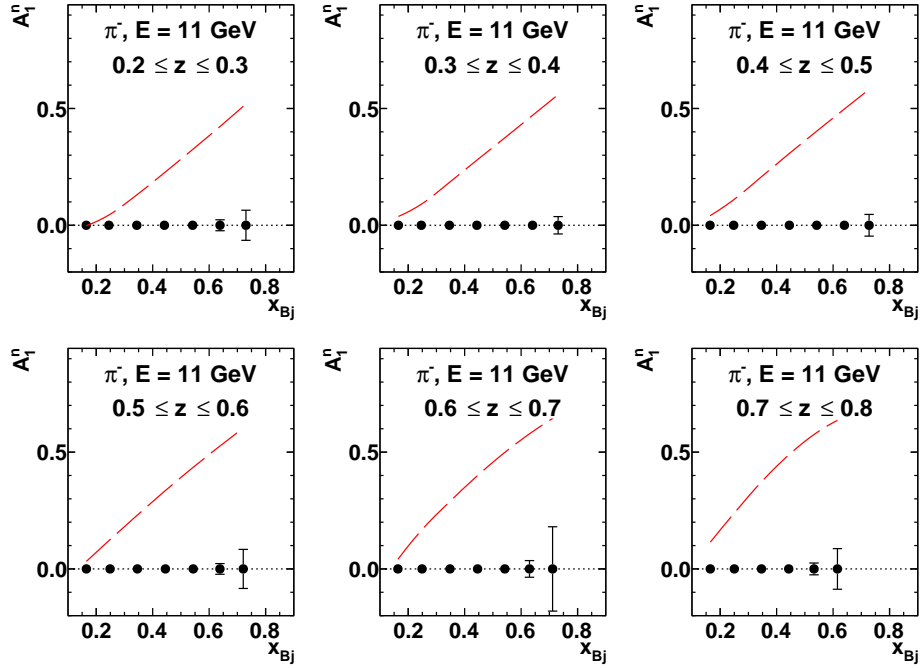 A₁ⁿ A₁ⁿ A₁ⁿ
π⁻, E = 11 GeV π⁻, E = 11 GeV π⁻, E = 11 GeV
0.2 ≤ z ≤ 0.3 0.3 ≤ z ≤ 0.4 0.4 ≤ z ≤ 0.5
0.5 0.5 0.5
0.0 0.0 0.0
0.2 0.4 0.6 0.8 0.2 0.4 0.6 0.8 0.2 0.4 0.6 0.8
x_Bj x_Bj x_Bj
A₁ⁿ A₁ⁿ A₁ⁿ
π⁻, E = 11 GeV π⁻, E = 11 GeV π⁻, E = 11 GeV
0.5 ≤ z ≤ 0.6 0.6 ≤ z ≤ 0.7 0.7 ≤ z ≤ 0.8
0.5 0.5 0.5
0.0 0.0 0.0
0.2 0.4 0.6 0.8 0.2 0.4 0.6 0.8 0.2 0.4 0.6 0.8
x_Bj x_Bj x_Bj